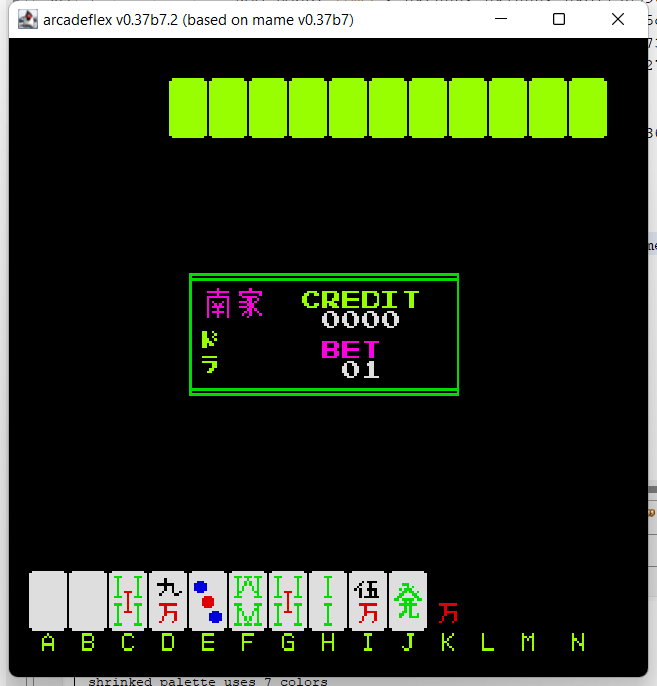 arcadeflex v0.37b7.2 (based on mame v0.37b7)
南家
CREDIT
0000
ドラ
BET
01
九 伍
万 万 万
A B C D E F G H I J K L M N
shrinked palette uses 7 colors